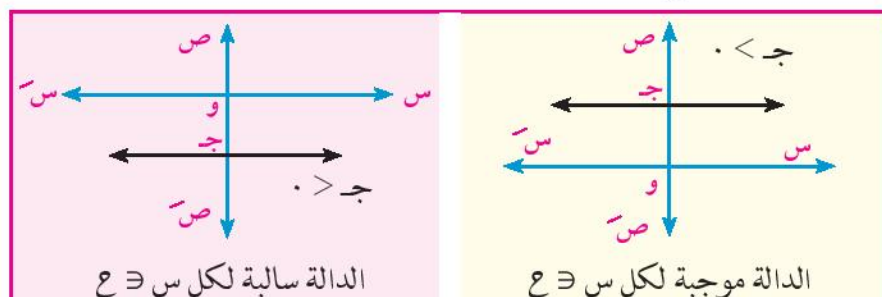 ص
جـ > ٠
جـ
س
سَ
و
صَ
الدالة موجبة لكل س ∈ ح
ص
س
سَ
و
جـ
جـ < ٠
صَ
الدالة سالبة لكل س ∈ ح